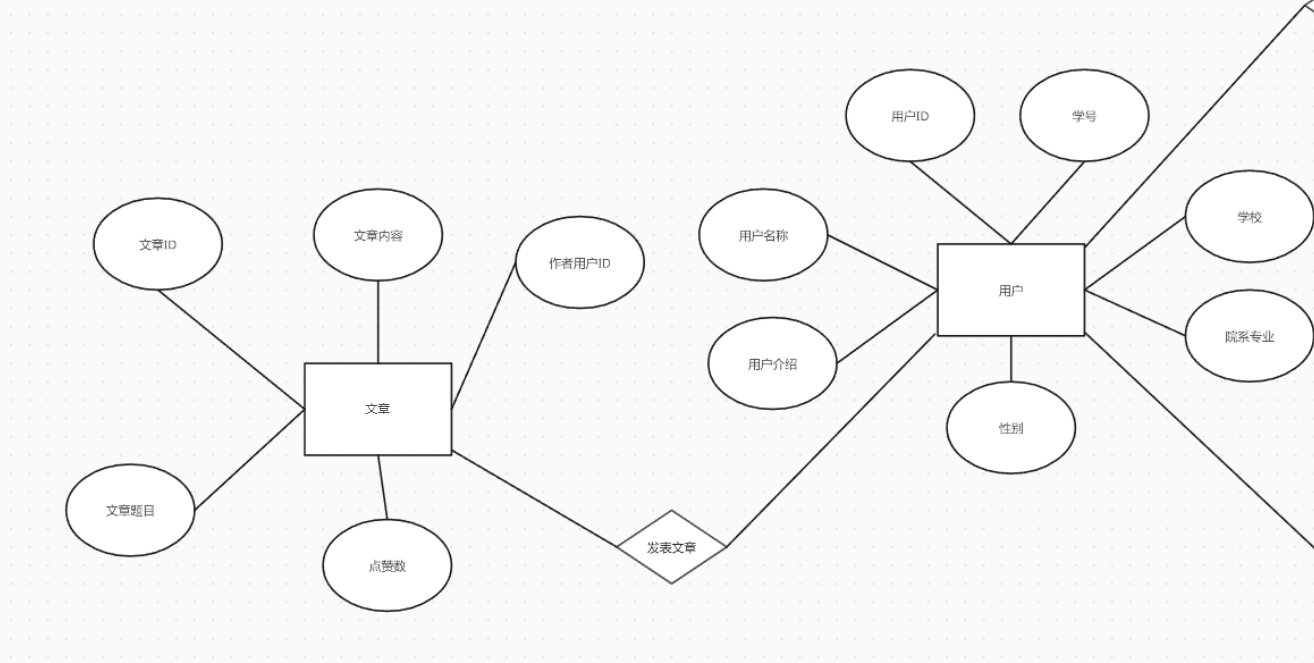 用户ID
学号
文章ID
文章内容
作者用户ID
用户名称
学校
用户
用户介绍
院系专业
文章
性别
文章题目
点赞数
发表文章